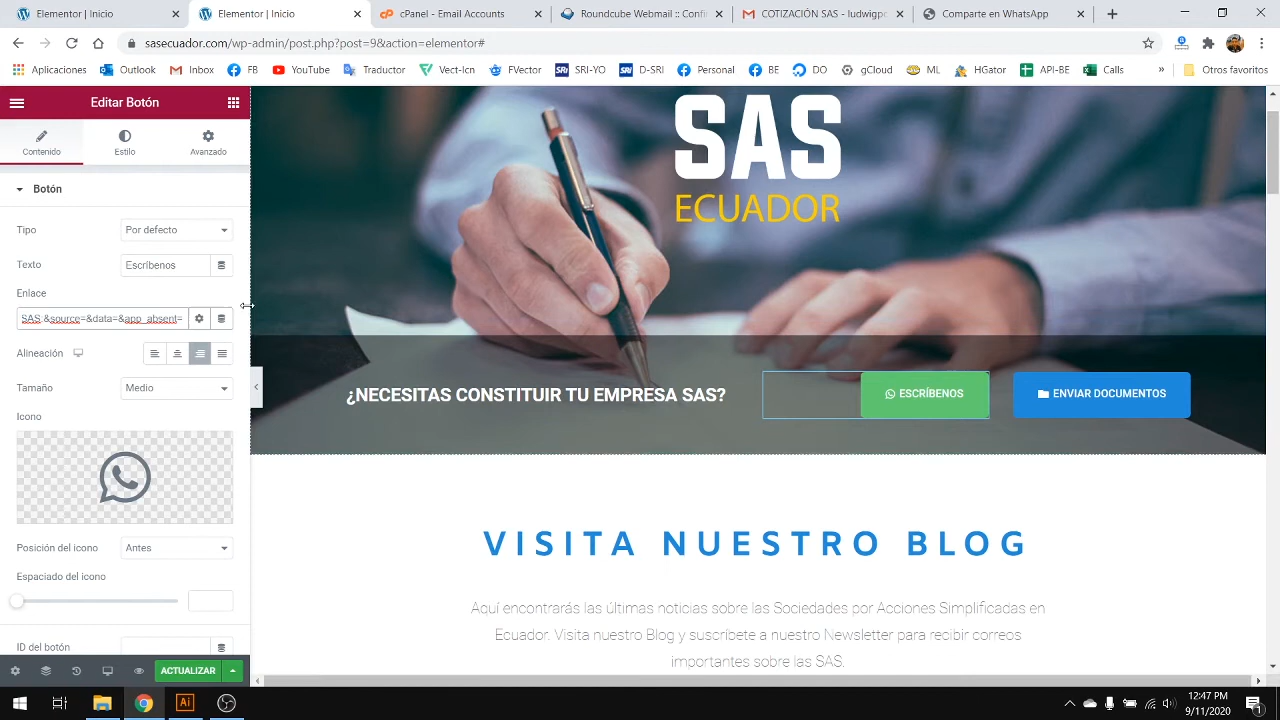 Elementor | Inicio
Elementor | Inicio
cPanel - Email Accounts
Roundcube Webmail :: Confi
COTIZACIÓN SAS - ludwigp
Comparte en WhatsApp
sasecuador.com/wp-admin/post.php?post=9&action=elementor#
Aplicaciones
Outlook
Inbox
FB
YouTube
Traductor
Vect-Icn
FVector
SRI-YO
D-SRI
Personal
BE
DO
gCloud
ML
HGator
API-BE
Calls
»
Otros favoritos
Editar Botón
Contenido
Estilo
Avanzado
Botón
Tipo
Por defecto
Texto
Escríbenos
Enlace
SAS.&source=&data=&app_absent=
Alineación
Tamaño
Medio
Icono
Posición del icono
Antes
Espaciado del icono
ID del botón
ACTUALIZAR
SAS
ECUADOR
¿NECESITAS CONSTITUIR TU EMPRESA SAS?
ESCRÍBENOS
ENVIAR DOCUMENTOS
VISITA NUESTRO BLOG
Aquí encontrarás las últimas noticias sobre las Sociedades por Acciones Simplificadas en
Ecuador. Visita nuestro Blog y suscríbete a nuestro Newsletter para recibir correos
importantes sobre las SAS.
Ai
12:47 PM
9/11/2020
1